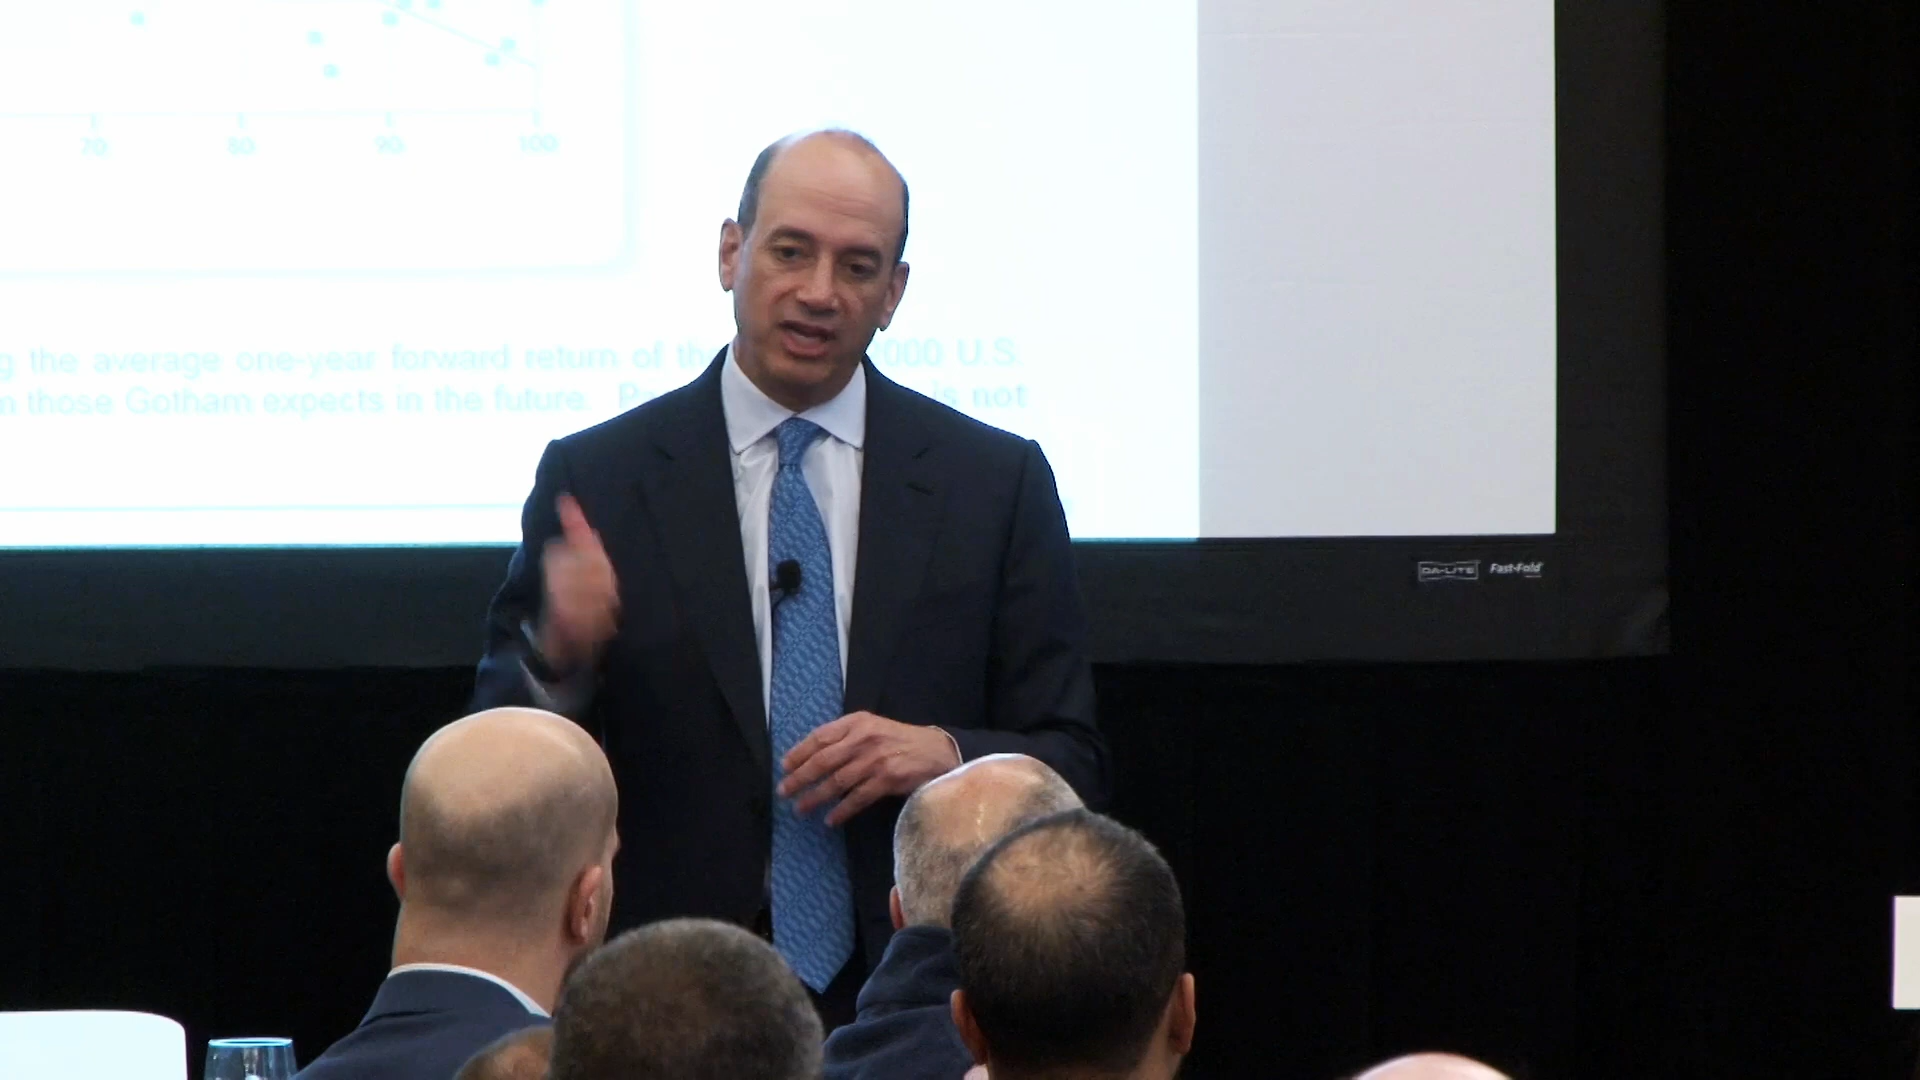 70 80 90 100
the average one-year forward return of the 000 U.S.
those Gotham expects in the future. is not
DA-LITE Fast-Fold